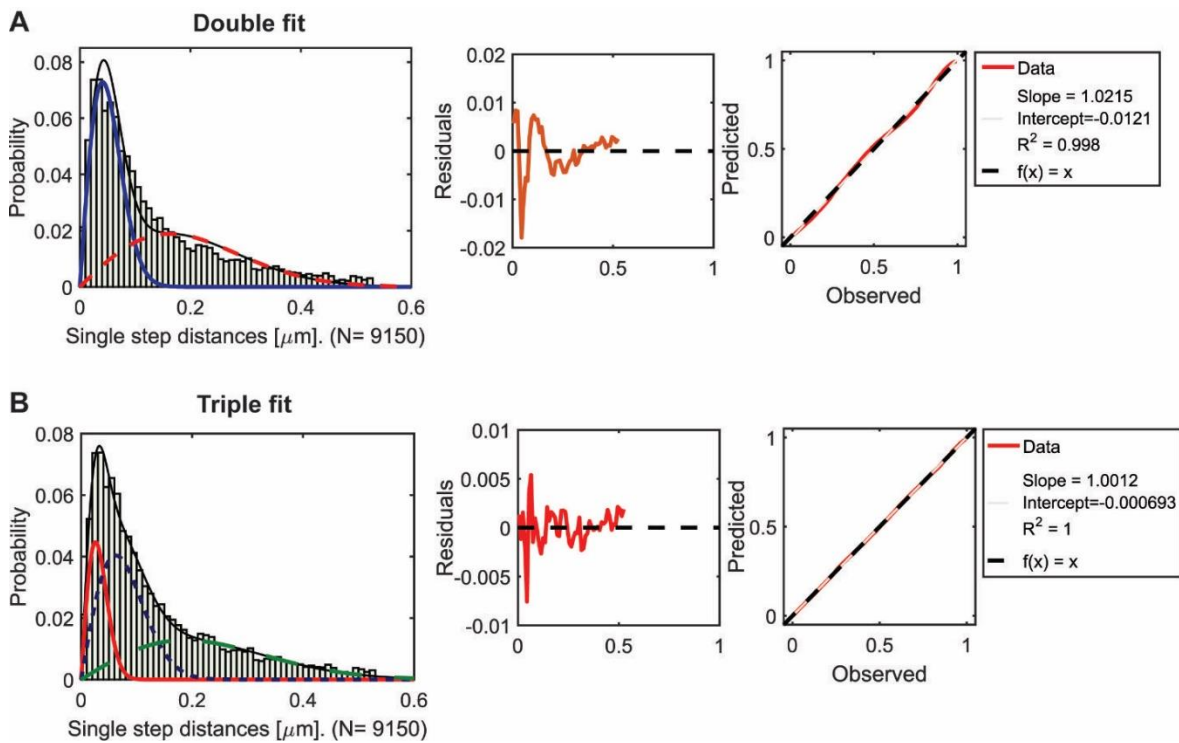 A
Double fit
Probability
0.08
0.06
0.04
0.02
0
0
0.2
0.4
0.6
Single step distances [μm]. (N= 9150)
Residuals
0.02
0.01
0
-0.01
-0.02
0
0.5
1
Predicted
1
0.5
0
0
0.5
1
Observed
Data
Slope = 1.0215
Intercept=-0.0121
R² = 0.998
f(x) = x
B
Triple fit
Probability
0.08
0.06
0.04
0.02
0
0
0.2
0.4
0.6
Single step distances [μm]. (N= 9150)
Residuals
0.01
0.005
0
-0.005
-0.01
0
0.5
1
Predicted
1
0.5
0
0
0.5
1
Observed
Data
Slope = 1.0012
Intercept=-0.000693
R² = 1
f(x) = x